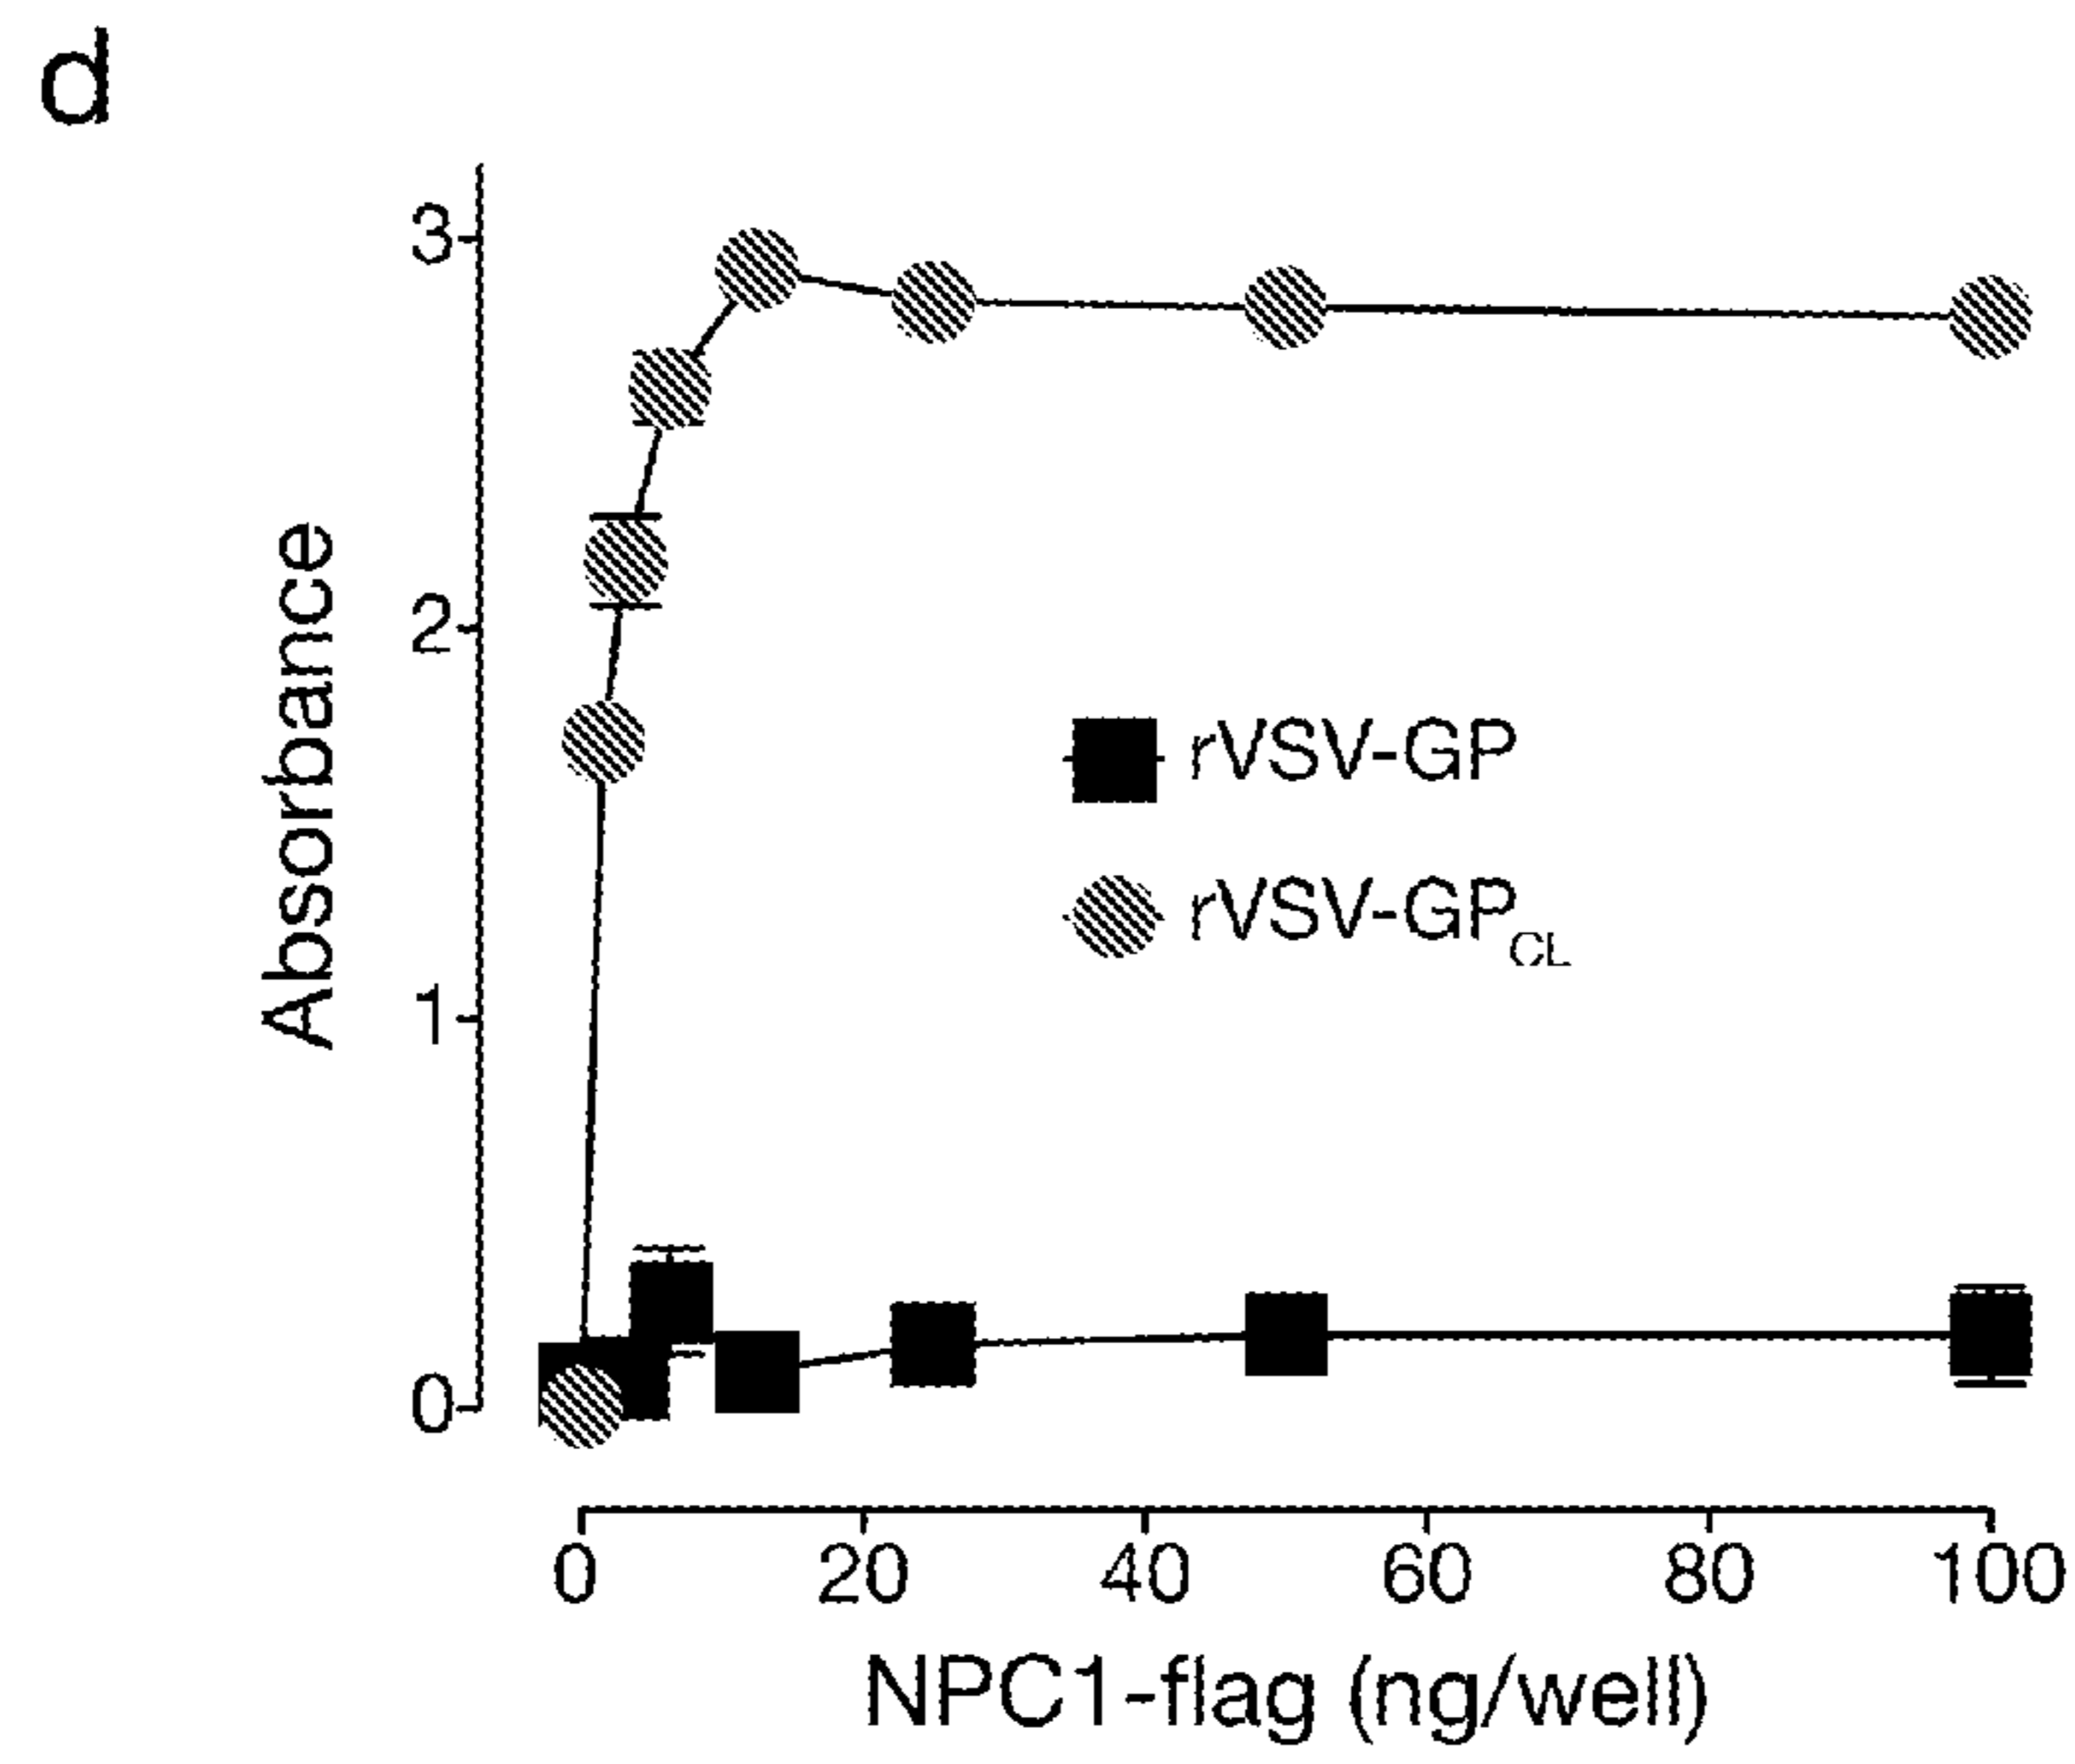 d
Absorbance
3
2
1
0
rVSV-GP
rVSV-GPCL
0 20 40 60 80 100
NPC1-flag (ng/well)